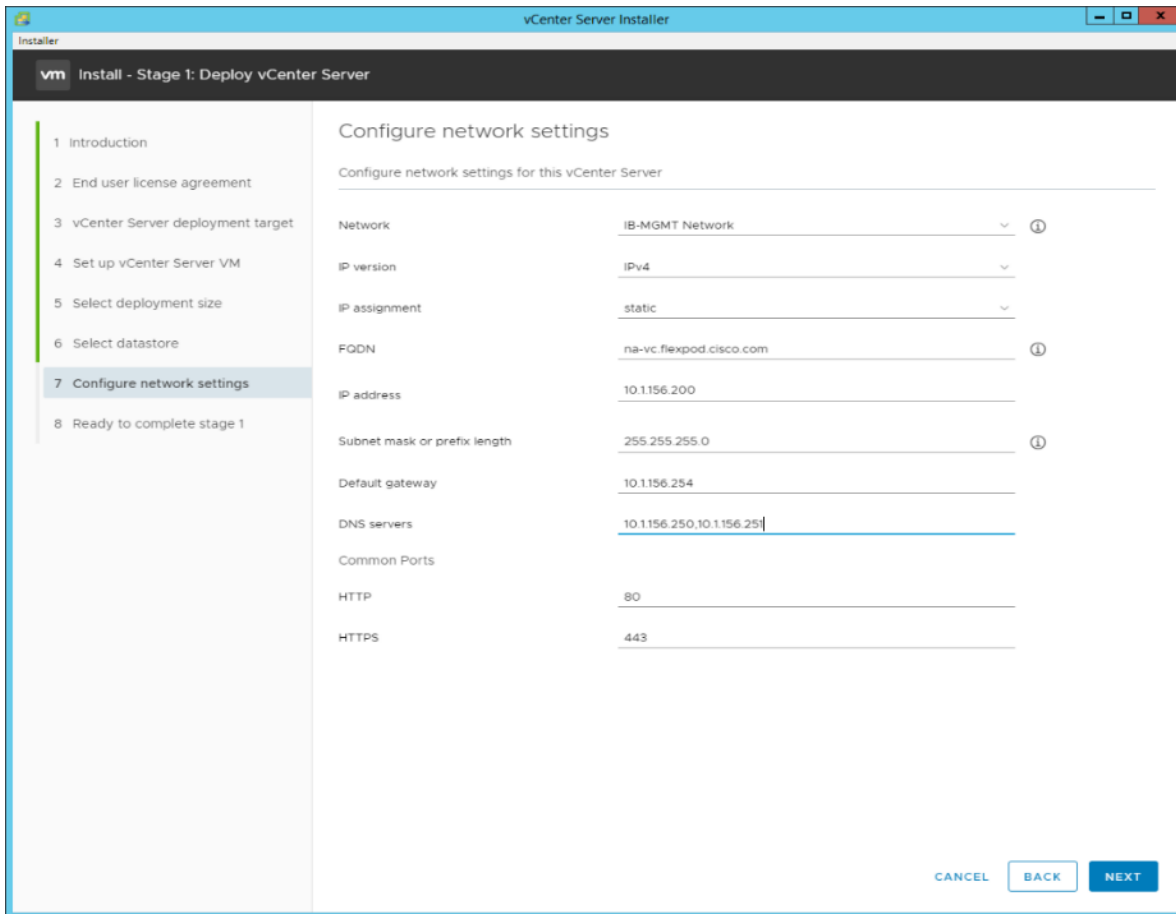 vCenter Server Installer
Installer
vm Install - Stage 1: Deploy vCenter Server
1 Introduction
2 End user license agreement
3 vCenter Server deployment target
4 Set up vCenter Server VM
5 Select deployment size
6 Select datastore
7 Configure network settings
8 Ready to complete stage 1
Configure network settings
Configure network settings for this vCenter Server
Network IB-MGMT Network
IP version IPv4
IP assignment static
FQDN na-vc.flexpod.cisco.com
IP address 10.1.156.200
Subnet mask or prefix length 255.255.255.0
Default gateway 10.1.156.254
DNS servers 10.1.156.250,10.1.156.251
Common Ports
HTTP 80
HTTPS 443
CANCEL BACK NEXT